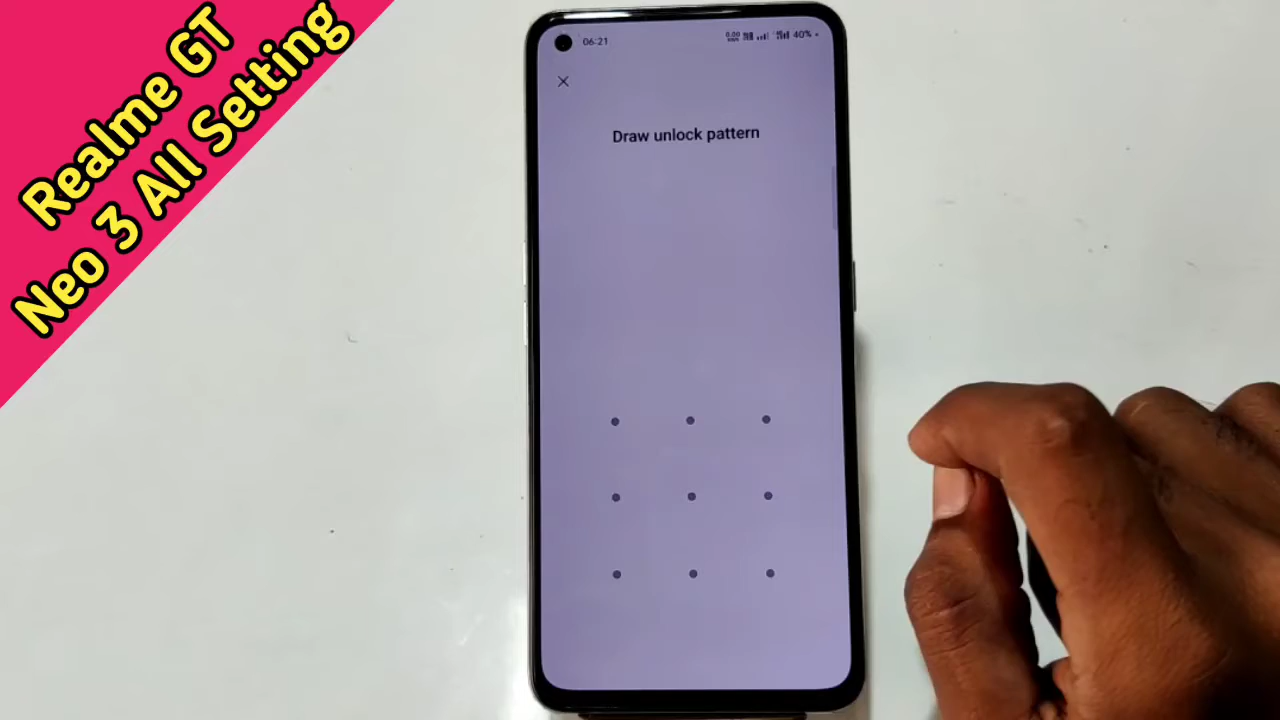 Realme GT
Neo 3 All Setting
06:21
40%
Draw unlock pattern